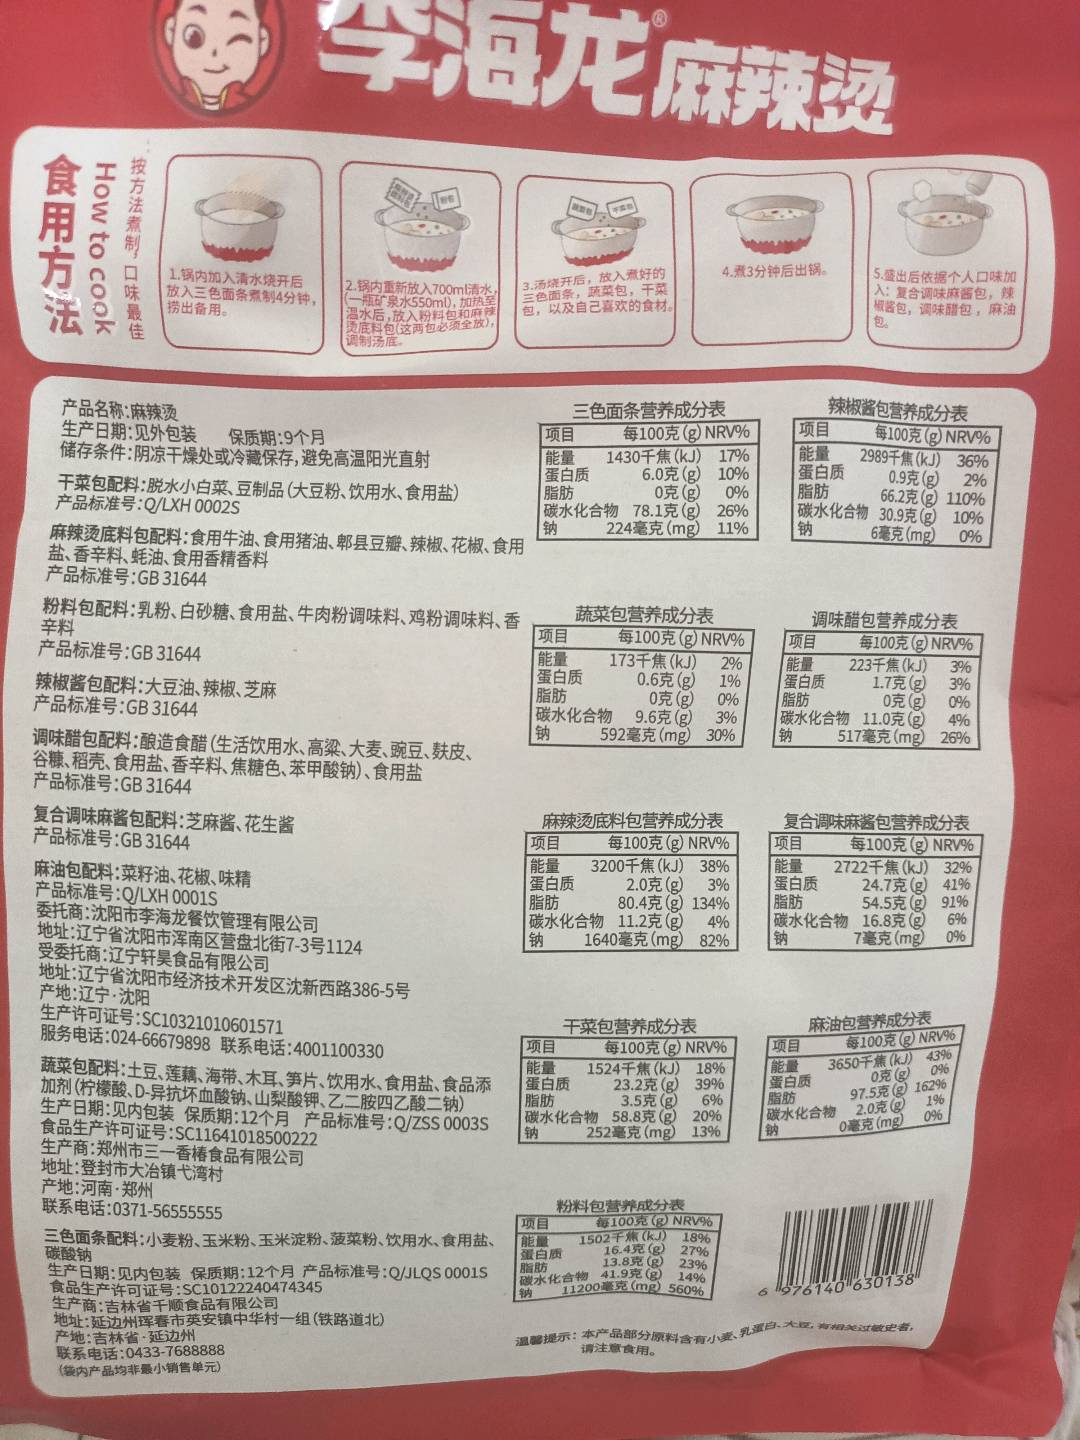 李海龙®麻辣烫
食用方法
How to cook
按方法煮制,口味最佳
1.锅内加入清水烧开后
放入三色面条煮制4分钟,
捞出备用。
2.锅内重新放入700ml清水,
(一瓶矿泉水550ml),加热至
温水后,放入粉料包和麻辣
烫底料包(这两包必须全放),
调制汤底。
3.汤烧开后，放入煮好的
三色面条，蔬菜包，干菜
包，以及自己喜欢的食材。
4.煮3分钟后出锅。
5.盛出后依据个人口味加
入：复合调味麻酱包，辣
椒酱包，调味醋包，麻油
包。
产品名称:麻辣烫
生产日期:见外包装 保质期:9个月
储存条件:阴凉干燥处或冷藏保存,避免高温阳光直射
干菜包配料:脱水小白菜、豆制品(大豆粉、饮用水、食用盐)
产品标准号:Q/LXH 0002S
麻辣烫底料包配料:食用牛油、食用猪油、郫县豆瓣、辣椒、花椒、食用
盐、香辛料、蚝油、食用香精香料
产品标准号:GB 31644
粉料包配料:乳粉、白砂糖、食用盐、牛肉粉调味料、鸡粉调味料、香
辛料
产品标准号:GB 31644
辣椒酱包配料:大豆油、辣椒、芝麻
产品标准号:GB 31644
调味醋包配料:酿造食醋(生活饮用水、高粱、大麦、豌豆、麸皮、
谷糠、稻壳、食用盐、香辛料、焦糖色、苯甲酸钠)、食用盐
产品标准号:GB 31644
复合调味麻酱包配料:芝麻酱、花生酱
产品标准号:GB 31644
麻油包配料:菜籽油、花椒、味精
产品标准号:Q/LXH 0001S
委托商:沈阳市李海龙餐饮管理有限公司
地址:辽宁省沈阳市浑南区营盘北街7-3号1124
受委托商:辽宁轩昊食品有限公司
地址:辽宁省沈阳市经济技术开发区沈新西路386-5号
产地:辽宁·沈阳
生产许可证号:SC10321010601571
服务电话:024-66679898 联系电话:4001100330
蔬菜包配料:土豆、莲藕、海带、木耳、笋片、饮用水、食用盐、食品添
加剂(柠檬酸、D-异抗坏血酸钠、山梨酸钾、乙二胺四乙酸二钠)
生产日期:见内包装 保质期:12个月 产品标准号:Q/ZSS 0003S
食品生产许可证号:SC11641018500222
生产商:郑州市三一香椿食品有限公司
地址:登封市大冶镇弋湾村
产地:河南·郑州
联系电话:0371-56555555
三色面条配料:小麦粉、玉米粉、玉米淀粉、菠菜粉、饮用水、食用盐、
碳酸钠
生产日期:见内包装 保质期:12个月 产品标准号:Q/JLQS 0001S
食品生产许可证号:SC10122240474345
生产商:吉林省千顺食品有限公司
地址:延边州珲春市英安镇中华村一组(铁路道北)
产地:吉林省·延边州
联系电话:0433-7688888
(袋内产品均非最小销售单元)
三色面条营养成分表
项目 每100克(g) NRV%
能量 1430千焦(kJ) 17%
蛋白质 6.0克(g) 10%
脂肪 0克(g) 0%
碳水化合物 78.1克(g) 26%
钠 224毫克(mg) 11%
辣椒酱包营养成分表
项目 每100克(g) NRV%
能量 2989千焦(kJ) 36%
蛋白质 0.9克(g) 2%
脂肪 66.2克(g) 110%
碳水化合物 30.9克(g) 10%
钠 6毫克(mg) 0%
蔬菜包营养成分表
项目 每100克(g) NRV%
能量 173千焦(kJ) 2%
蛋白质 0.6克(g) 1%
脂肪 0克(g) 0%
碳水化合物 9.6克(g) 3%
钠 592毫克(mg) 30%
调味醋包营养成分表
项目 每100克(g) NRV%
能量 223千焦(kJ) 3%
蛋白质 1.7克(g) 3%
脂肪 0克(g) 0%
碳水化合物 11.0克(g) 4%
钠 517毫克(mg) 26%
麻辣烫底料包营养成分表
项目 每100克(g) NRV%
能量 3200千焦(kJ) 38%
蛋白质 2.0克(g) 3%
脂肪 80.4克(g) 134%
碳水化合物 11.2克(g) 4%
钠 1640毫克(mg) 82%
复合调味麻酱包营养成分表
项目 每100克(g) NRV%
能量 2722千焦(kJ) 32%
蛋白质 24.7克(g) 41%
脂肪 54.5克(g) 91%
碳水化合物 16.8克(g) 6%
钠 7毫克(mg) 0%
干菜包营养成分表
项目 每100克(g) NRV%
能量 1524千焦(kJ) 18%
蛋白质 23.2克(g) 39%
脂肪 3.5克(g) 6%
碳水化合物 58.8克(g) 20%
钠 252毫克(mg) 13%
麻油包营养成分表
项目 每100克(g) NRV%
能量 3650千焦(kJ) 43%
蛋白质 0克(g) 0%
脂肪 97.5克(g) 162%
碳水化合物 2.0克(g) 1%
钠 0毫克(mg) 0%
粉料包营养成分表
项目 每100克(g) NRV%
能量 1502千焦(kJ) 18%
蛋白质 16.4克(g) 27%
脂肪 13.8克(g) 23%
碳水化合物 41.9克(g) 14%
钠 11200毫克(mg) 560%
6 976140 630138
温馨提示：本产品部分原料含有小麦、乳蛋白、大豆,有相关过敏史者,
请注意食用。